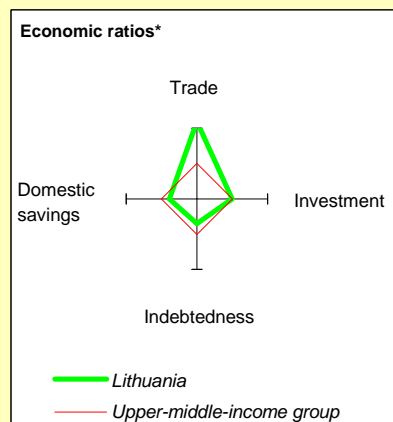 Economic ratios*
Trade
Domestic
savings
Investment
Indebtedness
Lithuania
Upper-middle-income group